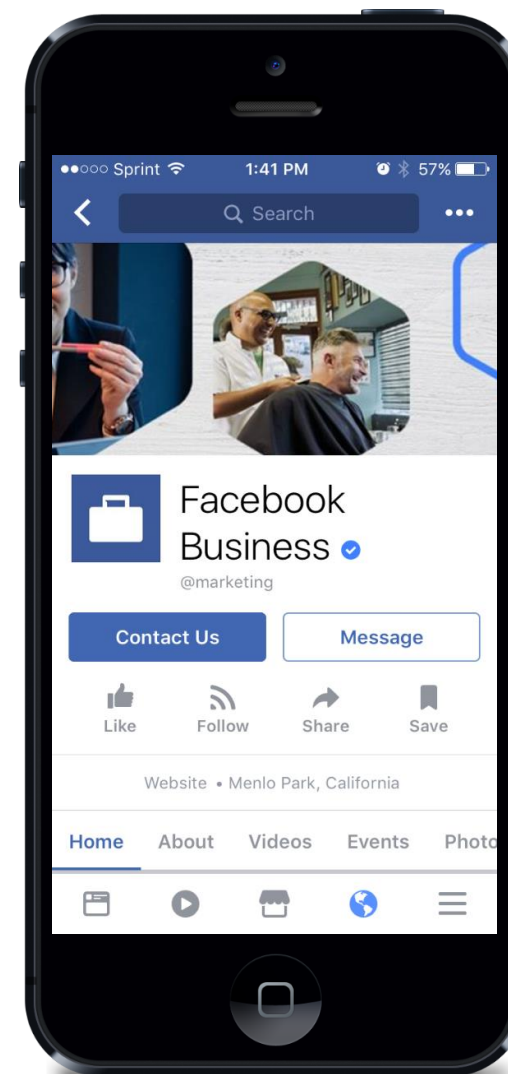 Sprint 1:41 PM 57%
Search
Facebook
Business
@marketing
Contact Us Message
Like Follow Share Save
Website • Menlo Park, California
Home About Videos Events Photo